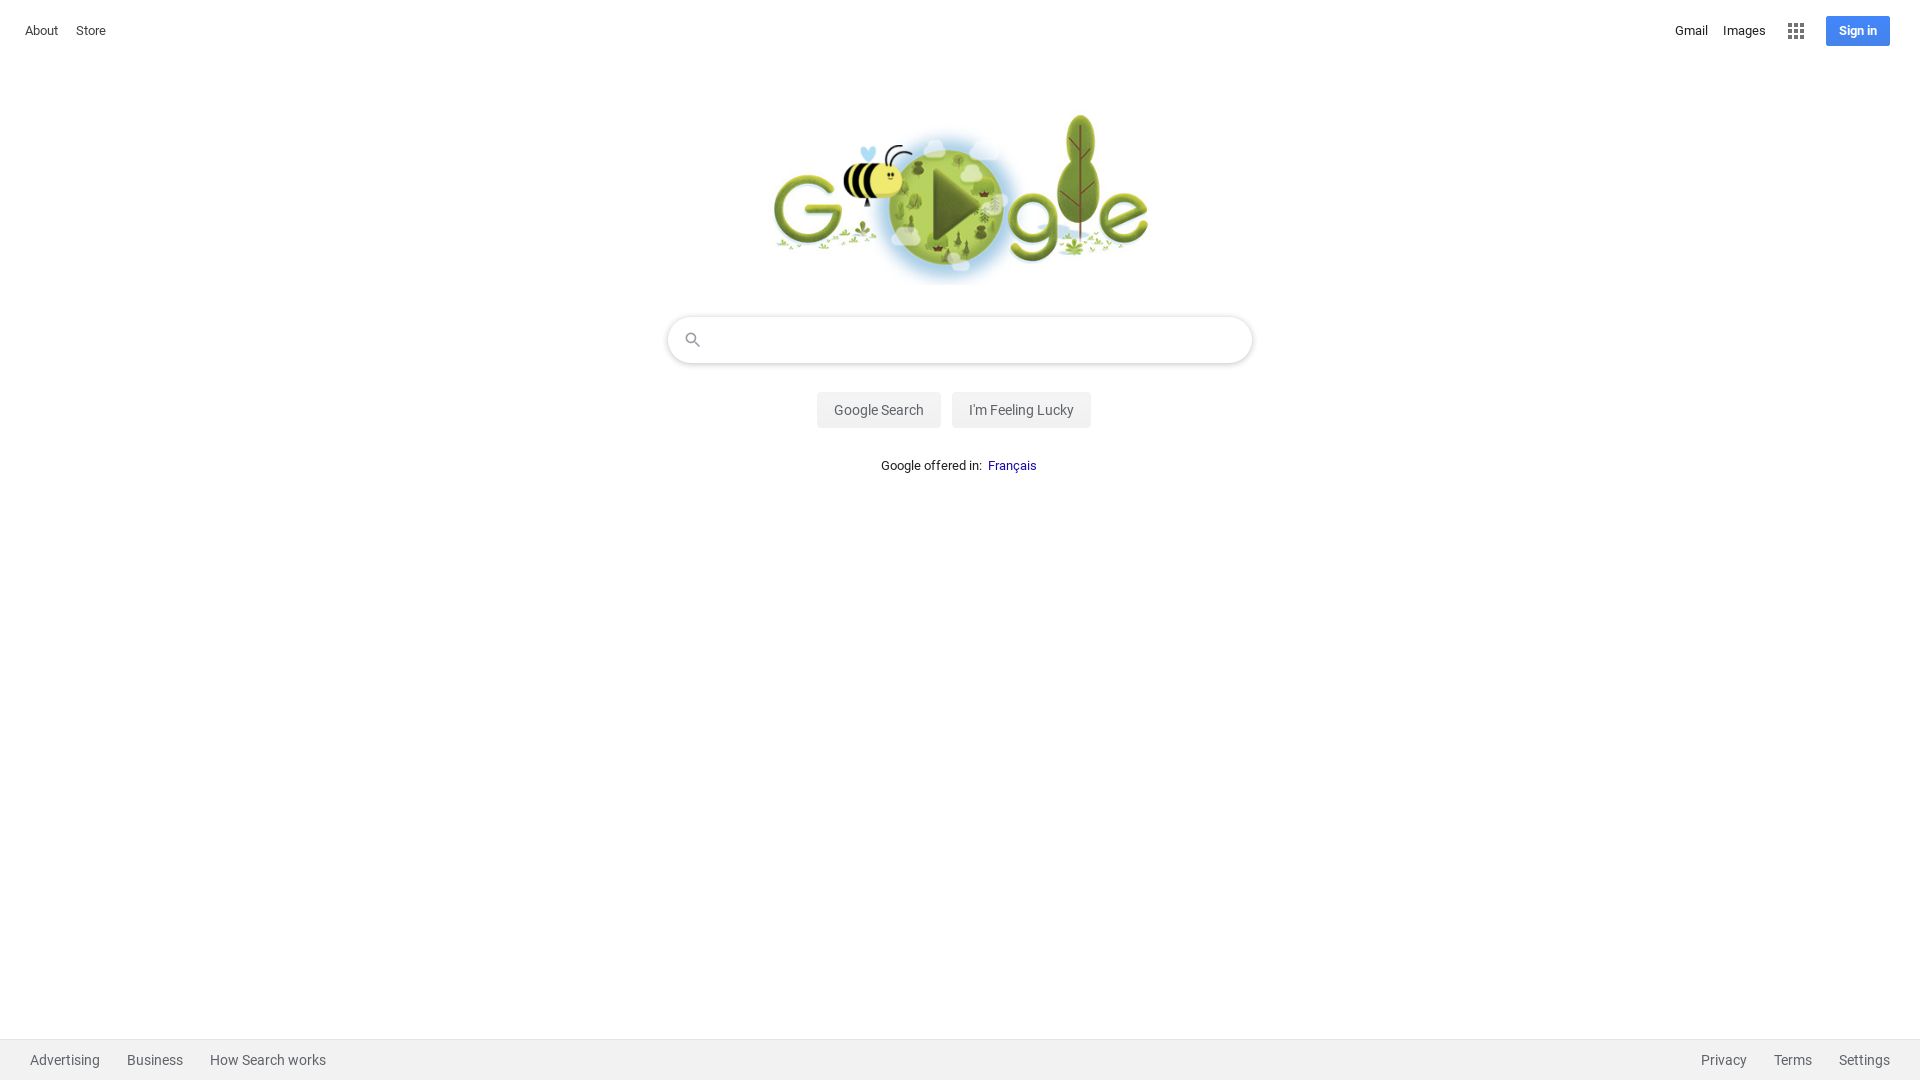 About Store Gmail Images Sign in
Google
Google Search I'm Feeling Lucky
Google offered in: Français
Advertising Business How Search works Privacy Terms Settings